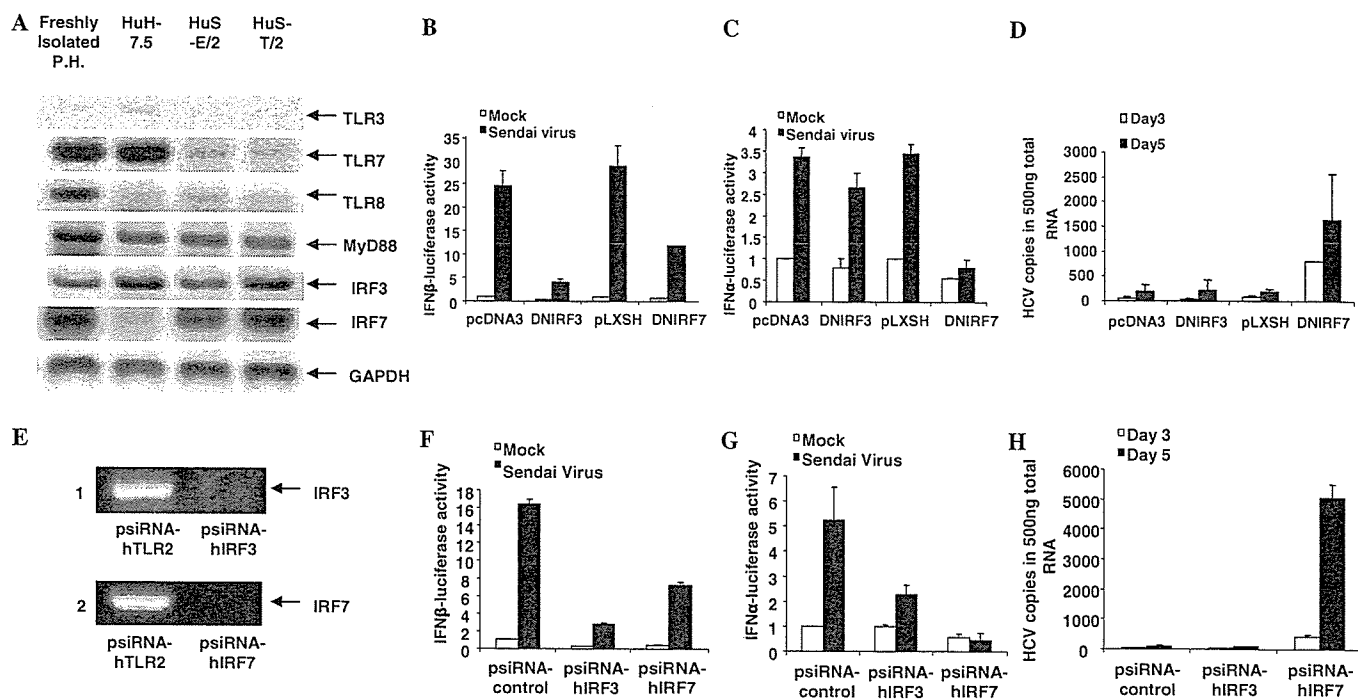 A
Freshly Isolated P.H.
HuH-7.5
HuS-E/2
HuS-T/2
TLR3
TLR7
TLR8
MyD88
IRF3
IRF7
GAPDH
B
Mock
Sendai virus
IFNβ-luciferase activity
35
30
25
20
15
10
5
0
pcDNA3 DNIRF3 pLXSH DNIRF7
C
Mock
Sendai virus
IFNα-luciferase activity
4
3.5
3
2.5
2
1.5
1
0.5
0
pcDNA3 DNIRF3 pLXSH DNIRF7
D
Day3
Day5
HCV copies in 500ng total RNA
3000
2500
2000
1500
1000
500
0
pcDNA3 DNIRF3 pLXSH DNIRF7
E
1
IRF3
psiRNA-hTLR2
psiRNA-hIRF3
2
IRF7
psiRNA-hTLR2
psiRNA-hIRF7
F
Mock
Sendai Virus
IFNβ-luciferase activity
18
16
14
12
10
8
6
4
2
0
psiRNA-control
psiRNA-hIRF3
psiRNA-hIRF7
G
Mock
Sendai Virus
IFNα-luciferase activity
7
6
5
4
3
2
1
0
psiRNA-control
psiRNA-hIRF3
psiRNA-hIRF7
H
Day 3
Day 5
HCV copies in 500ng total RNA
6000
5000
4000
3000
2000
1000
0
psiRNA-control
psiRNA-hIRF3
psiRNA-hIRF7